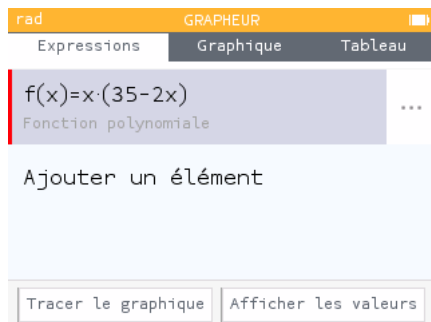 rad GRAPHEUR
Expressions Graphique Tableau
f(x)=x·(35-2x)
Fonction polynomiale
...
Ajouter un élément
Tracer le graphique Afficher les valeurs